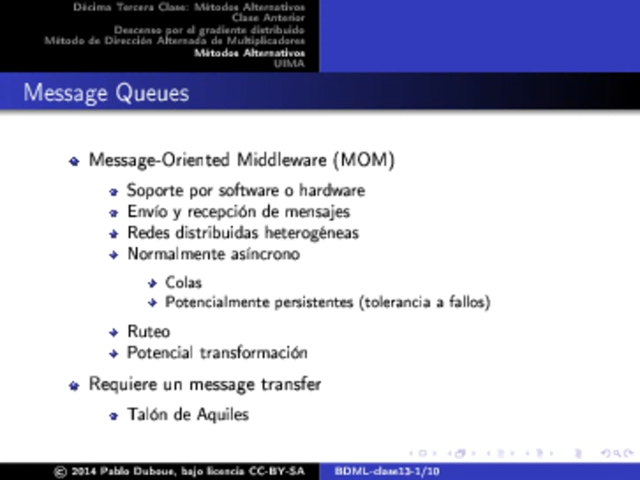 Décima Tercera Clase: Métodos Alternativos
Clase Anterior
Descenso por el gradiente distribuido
Método de Dirección Alternada de Multiplicadores
Métodos Alternativos
UIMA
Message Queues
Message-Oriented Middleware (MOM)
Soporte por software o hardware
Envío y recepción de mensajes
Redes distribuidas heterogéneas
Normalmente asíncrono
Colas
Potencialmente persistentes (tolerancia a fallos)
Ruteo
Potencial transformación
Requiere un message transfer
Talón de Aquiles
© 2014 Pablo Duboue, bajo licencia CC-BY-SA
BDML-clase13-1/10